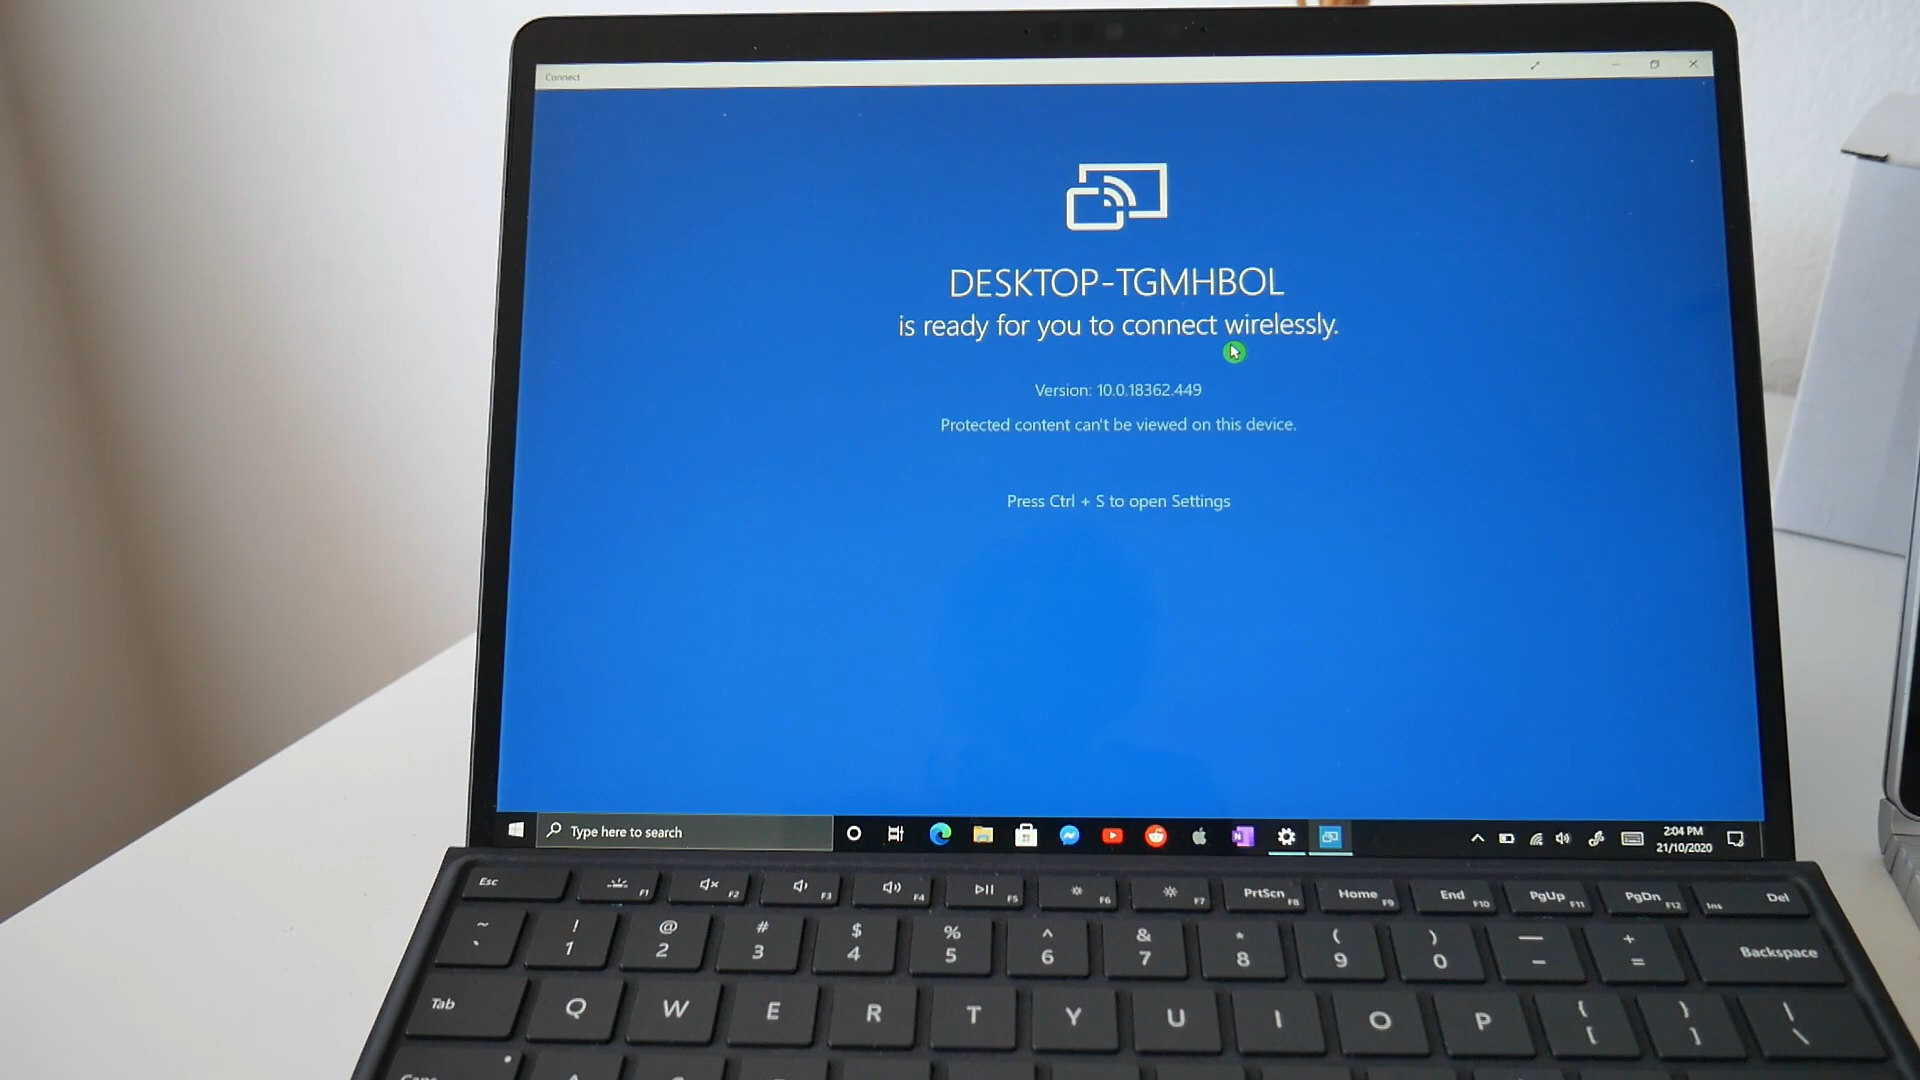 Connect
DESKTOP-TGMHBOL
is ready for you to connect wirelessly.
Version: 10.0.18362.449
Protected content can't be viewed on this device.
Press Ctrl + S to open Settings
Type here to search
N
2:04 PM
21/10/2020
Esc F1 F2 F3 F4 F5 F6 F7 PrtScn F8 Home F9 End F10 PgUp F11 PgDn F12 Ins Del
~ ! @ # $ % ^ & * ( ) — +
` 1 2 3 4 5 6 7 8 9 0 - = Backspace
Tab Q W E R T Y U I O P { [ } ] | \
Caps